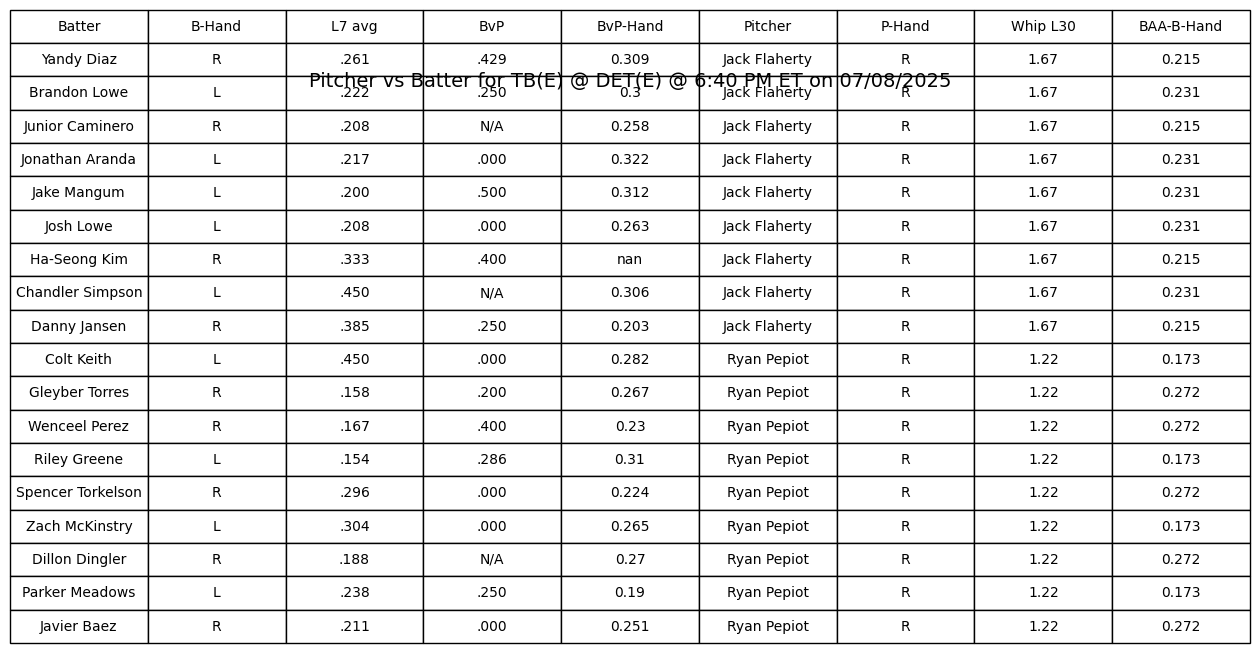 Batter B-Hand L7 avg BvP BvP-Hand Pitcher P-Hand Whip L30 BAA-B-Hand
Yandy Diaz R .261 .429 0.309 Jack Flaherty R 1.67 0.215
Pitcher vs Batter for TB(E) @ DET(E) @ 6:40 PM ET on 07/08/2025
Brandon Lowe L .222 .250 0.3 Jack Flaherty R 1.67 0.231
Junior Caminero R .208 N/A 0.258 Jack Flaherty R 1.67 0.215
Jonathan Aranda L .217 .000 0.322 Jack Flaherty R 1.67 0.231
Jake Mangum L .200 .500 0.312 Jack Flaherty R 1.67 0.231
Josh Lowe L .208 .000 0.263 Jack Flaherty R 1.67 0.231
Ha-Seong Kim R .333 .400 nan Jack Flaherty R 1.67 0.215
Chandler Simpson L .450 N/A 0.306 Jack Flaherty R 1.67 0.231
Danny Jansen R .385 .250 0.203 Jack Flaherty R 1.67 0.215
Colt Keith L .450 .000 0.282 Ryan Pepiot R 1.22 0.173
Gleyber Torres R .158 .200 0.267 Ryan Pepiot R 1.22 0.272
Wenceel Perez R .167 .400 0.23 Ryan Pepiot R 1.22 0.272
Riley Greene L .154 .286 0.31 Ryan Pepiot R 1.22 0.173
Spencer Torkelson R .296 .000 0.224 Ryan Pepiot R 1.22 0.272
Zach McKinstry L .304 .000 0.265 Ryan Pepiot R 1.22 0.173
Dillon Dingler R .188 N/A 0.27 Ryan Pepiot R 1.22 0.272
Parker Meadows L .238 .250 0.19 Ryan Pepiot R 1.22 0.173
Javier Baez R .211 .000 0.251 Ryan Pepiot R 1.22 0.272